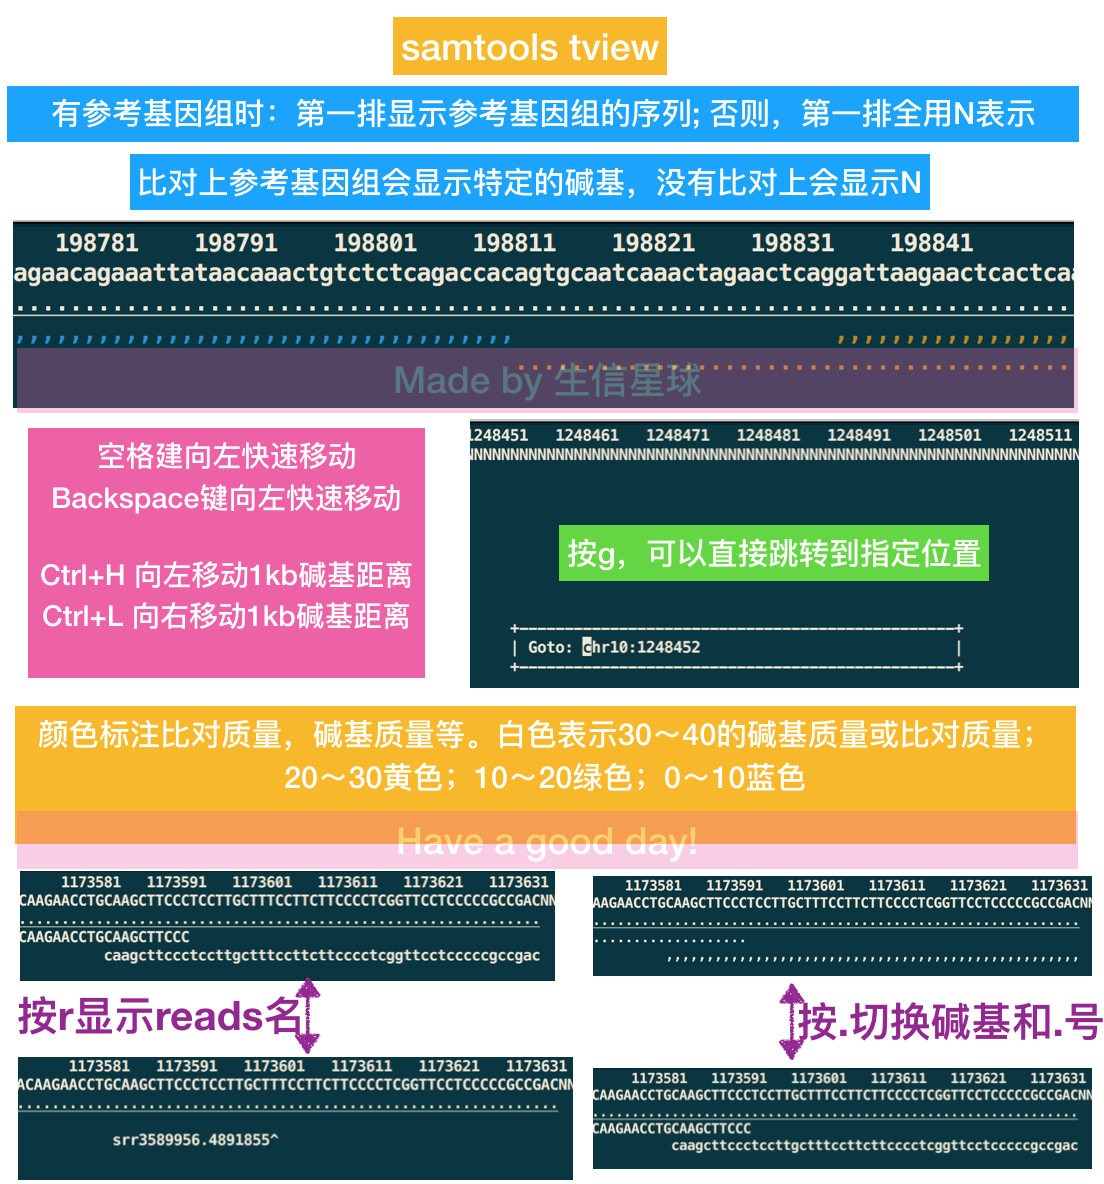 samtools tview
有参考基因组时：第一排显示参考基因组的序列; 否则，第一排全用N表示
比对上参考基因组会显示特定的碱基，没有比对上会显示N
198781 198791 198801 198811 198821 198831 198841
agaacagaaattataacaaactgtctctcagaccacagtgcaatcaaactagaactcaggattaagaactcactcaa
Made by 生信星球
空格建向左快速移动
Backspace键向左快速移动
Ctrl+H 向左移动1kb碱基距离
Ctrl+L 向右移动1kb碱基距离
1248451 1248461 1248471 1248481 1248491 1248501 1248511
NNNNNNNNNNNNNNNNNNNNNNNNNNNNNNNNNNNNNNNNNNNNNNNNNNNNNNNNNNNNNNNNNNN
按g，可以直接跳转到指定位置
| Goto: chr10:1248452 |
颜色标注比对质量，碱基质量等。白色表示30～40的碱基质量或比对质量；
20～30黄色；10～20绿色；0～10蓝色
Have a good day!
1173581 1173591 1173601 1173611 1173621 1173631
CAAGAACCTGCAAGCTTCCCTCCTTGCTTTCCTTCTTCCCCTCGGTTCCTCCCCCGCCGACNN
CAAGAACCTGCAAGCTTCCC
caagcttccctccttgctttccttcttcccctcggttcctcccccgccgac
1173581 1173591 1173601 1173611 1173621 1173631
AAGAACCTGCAAGCTTCCCTCCTTGCTTTCCTTCTTCCCCTCGGTTCCTCCCCCGCCGACNN
按r显示reads名
按.切换碱基和.号
1173581 1173591 1173601 1173611 1173621 1173631
ACAAGAACCTGCAAGCTTCCCTCCTTGCTTTCCTTCTTCCCCTCGGTTCCTCCCCCGCCGACNN
srr3589956.4891855^
1173581 1173591 1173601 1173611 1173621 1173631
CAAGAACCTGCAAGCTTCCCTCCTTGCTTTCCTTCTTCCCCTCGGTTCCTCCCCCGCCGACNN
CAAGAACCTGCAAGCTTCCC
caagcttccctccttgctttccttcttcccctcggttcctcccccgccgac